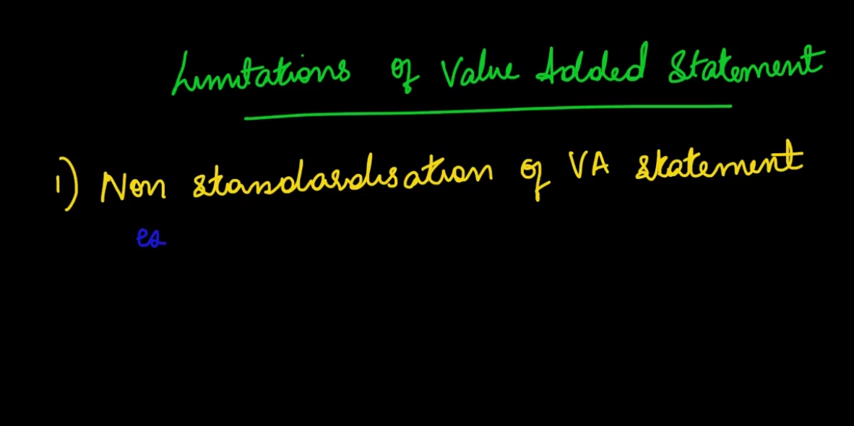 Limitations of Value Added Statement
1) Non standardisation of VA statement